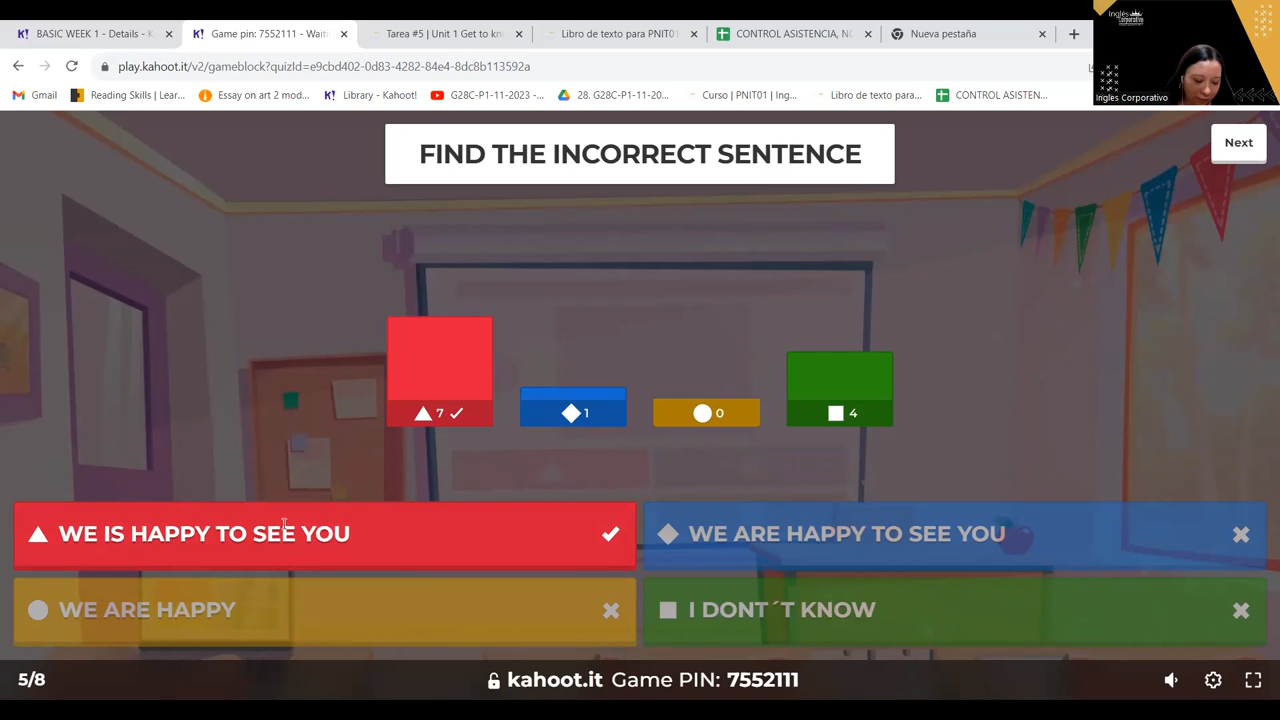 BASIC WEEK 1 - Details - K
Game pin: 7552111 - Waiti
Tarea #5 | Unit 1 Get to kn
Libro de texto para PNIT01
CONTROL ASISTENCIA, NO
Nueva pestaña
Inglés
Corporativo
play.kahoot.it/v2/gameblock?quizId=e9cbd402-0d83-4282-84e4-8dc8b113392a
Gmail
Reading Skills | Lear...
Essay on art 2 mod...
Library - Kahoot!
G28C-P1-11-2023 -...
28. G28C-P1-11-20...
Curso | PNIT01 | Ing...
Libro de texto para...
CONTROL ASISTEN...
Ingles Corporativo
FIND THE INCORRECT SENTENCE
Next
7
1
0
4
WE IS HAPPY TO SEE YOU
WE ARE HAPPY TO SEE YOU
WE ARE HAPPY
I DONT´T KNOW
5/8
kahoot.it Game PIN: 7552111